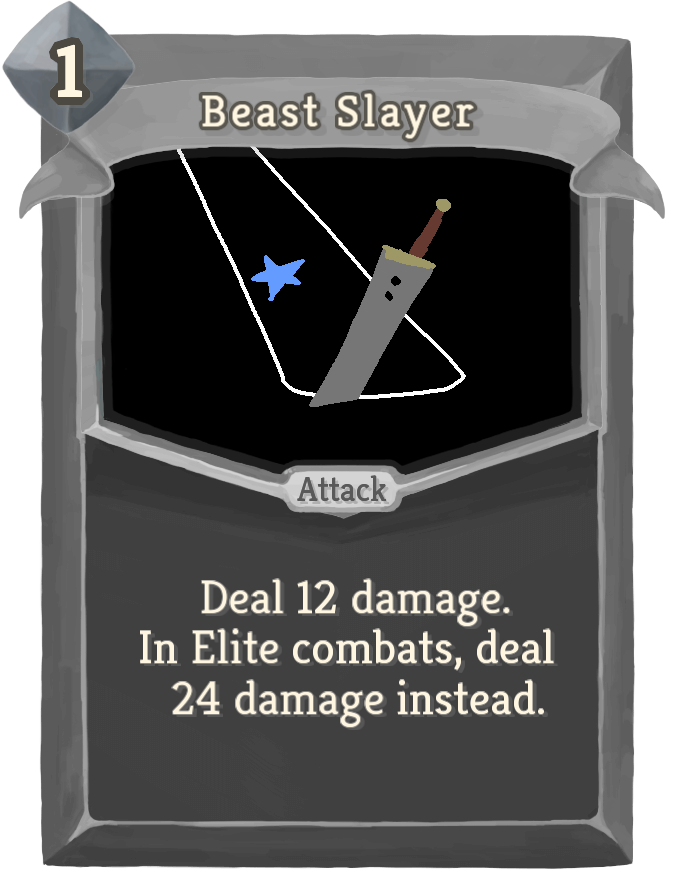 1
Beast Slayer
Attack
Deal 12 damage.
In Elite combats, deal
24 damage instead.